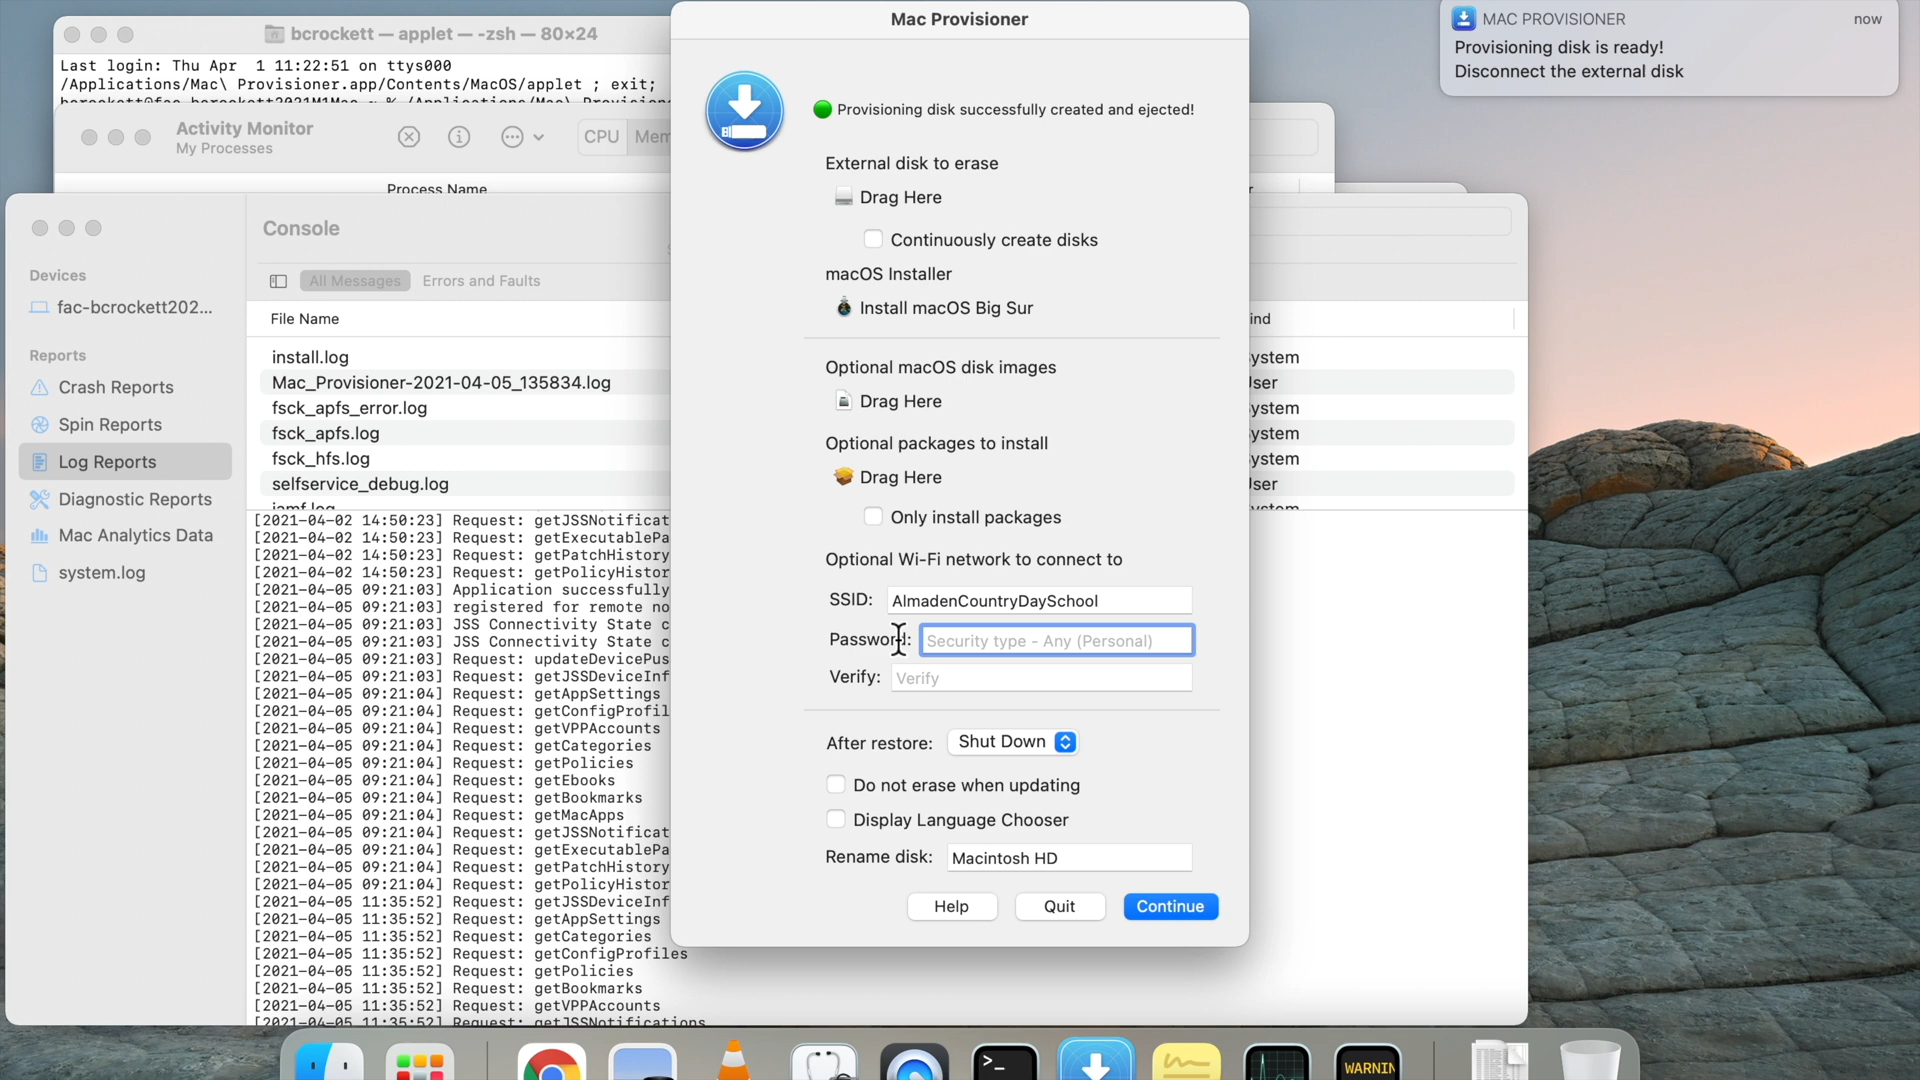 bcrockett — applet — -zsh — 80×24
Last login: Thu Apr  1 11:22:51 on ttys000
/Applications/Mac\ Provisioner.app/Contents/MacOS/applet ; exit;
Activity Monitor
My Processes
CPU
Mem
Process Name
Console
All Messages
Errors and Faults
Devices
fac-bcrockett202...
Reports
Crash Reports
Spin Reports
Log Reports
Diagnostic Reports
Mac Analytics Data
system.log
File Name
install.log
Mac_Provisioner-2021-04-05_135834.log
fsck_apfs_error.log
fsck_apfs.log
fsck_hfs.log
selfservice_debug.log
jamf.log
ind
ystem
Jser
ystem
ystem
ystem
Jser
ystem
[2021-04-02 14:50:23] Request: getJSSNotificat
[2021-04-02 14:50:23] Request: getExecutablePa
[2021-04-02 14:50:23] Request: getPatchHistory
[2021-04-02 14:50:23] Request: getPolicyHistor
[2021-04-05 09:21:03] Application successfully
[2021-04-05 09:21:03] registered for remote no
[2021-04-05 09:21:03] JSS Connectivity State c
[2021-04-05 09:21:03] JSS Connectivity State c
[2021-04-05 09:21:03] Request: updateDevicePus
[2021-04-05 09:21:03] Request: getJSSDeviceInf
[2021-04-05 09:21:04] Request: getAppSettings
[2021-04-05 09:21:04] Request: getConfigProfil
[2021-04-05 09:21:04] Request: getVPPAccounts
[2021-04-05 09:21:04] Request: getCategories
[2021-04-05 09:21:04] Request: getPolicies
[2021-04-05 09:21:04] Request: getEbooks
[2021-04-05 09:21:04] Request: getBookmarks
[2021-04-05 09:21:04] Request: getMacApps
[2021-04-05 09:21:04] Request: getJSSNotificat
[2021-04-05 09:21:04] Request: getExecutablePa
[2021-04-05 09:21:04] Request: getPatchHistory
[2021-04-05 09:21:04] Request: getPolicyHistor
[2021-04-05 11:35:52] Request: getJSSDeviceInf
[2021-04-05 11:35:52] Request: getAppSettings
[2021-04-05 11:35:52] Request: getCategories
[2021-04-05 11:35:52] Request: getConfigProfiles
[2021-04-05 11:35:52] Request: getPolicies
[2021-04-05 11:35:52] Request: getBookmarks
[2021-04-05 11:35:52] Request: getVPPAccounts
[2021-04-05 11:35:52] Request: getJSSNotifications
Mac Provisioner
Provisioning disk successfully created and ejected!
External disk to erase
Drag Here
Continuously create disks
macOS Installer
Install macOS Big Sur
Optional macOS disk images
Drag Here
Optional packages to install
Drag Here
Only install packages
Optional Wi-Fi network to connect to
SSID: AlmadenCountryDaySchool
Password: Security type - Any (Personal)
Verify: Verify
After restore: Shut Down
Do not erase when updating
Display Language Chooser
Rename disk: Macintosh HD
Help
Quit
Continue
MAC PROVISIONER
now
Provisioning disk is ready!
Disconnect the external disk
WARNIN